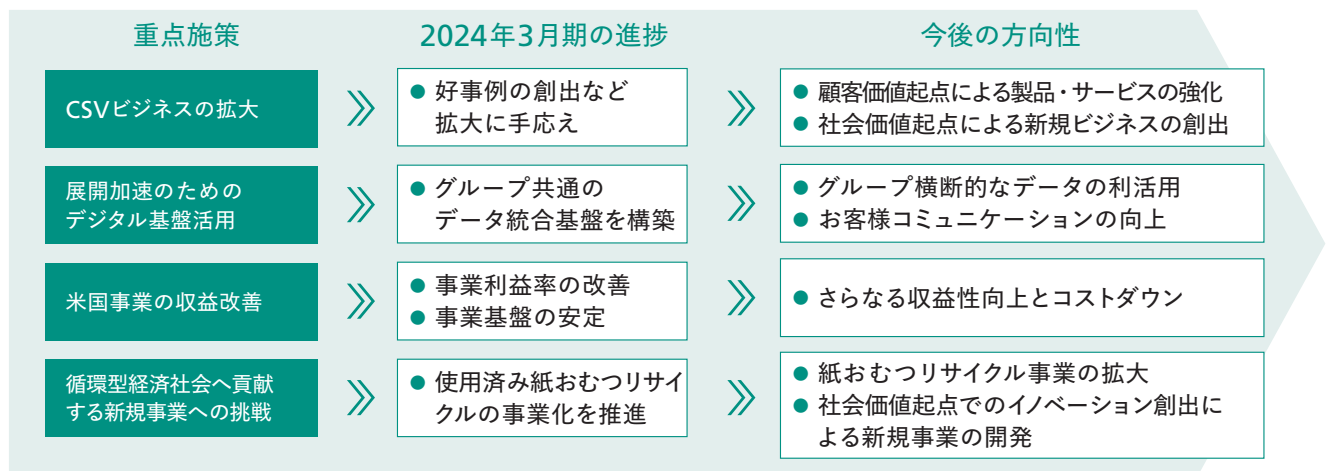 重点施策
2024年3月期の進捗
今後の方向性
CSVビジネスの拡大
● 好事例の創出など
拡大に手応え
● 顧客価値起点による製品・サービスの強化
● 社会価値起点による新規ビジネスの創出
展開加速のための
デジタル基盤活用
● グループ共通の
データ統合基盤を構築
● グループ横断的なデータの利活用
● お客様コミュニケーションの向上
米国事業の収益改善
● 事業利益率の改善
● 事業基盤の安定
● さらなる収益性向上とコストダウン
循環型経済社会へ貢献
する新規事業への挑戦
● 使用済み紙おむつリサイ
クルの事業化を推進
● 紙おむつリサイクル事業の拡大
● 社会価値起点でのイノベーション創出に
よる新規事業の開発